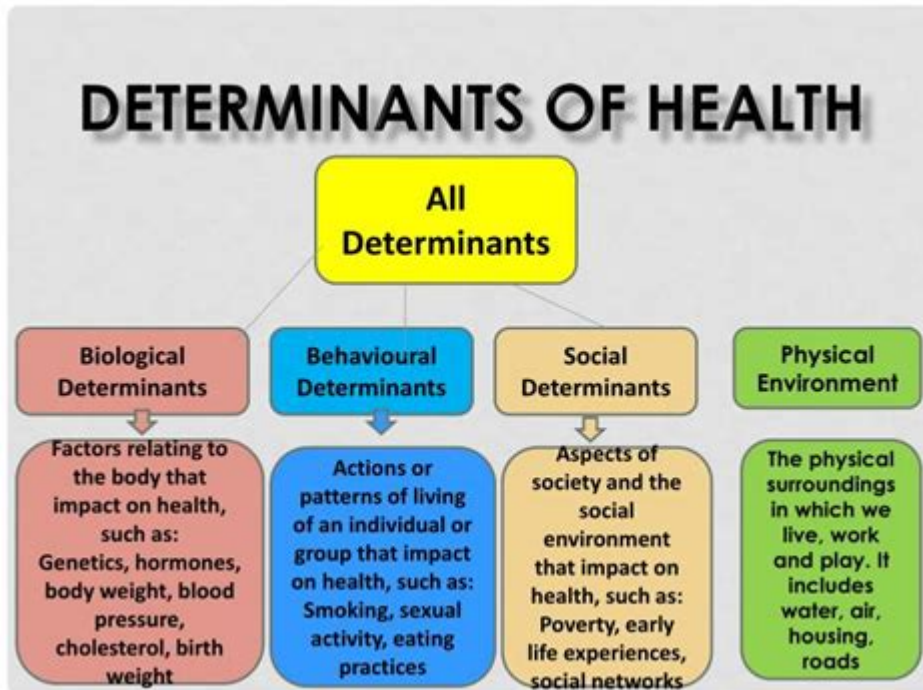 DETERMINANTS OF HEALTH
All
Determinants
Biological
Determinants
Factors relating to
the body that
impact on health,
such as:
Genetics, hormones,
body weight, blood
pressure,
cholesterol, birth
weight
Behavioural
Determinants
Actions or
patterns of living
of an individual or
group that impact
on health, such as:
Smoking, sexual
activity, eating
practices
Social
Determinants
Aspects of
society and the
social
environment
that impact on
health, such as:
Poverty, early
life experiences,
social networks
Physical
Environment
The physical
surroundings
in which we
live, work
and play. It
includes
water, air,
housing,
roads